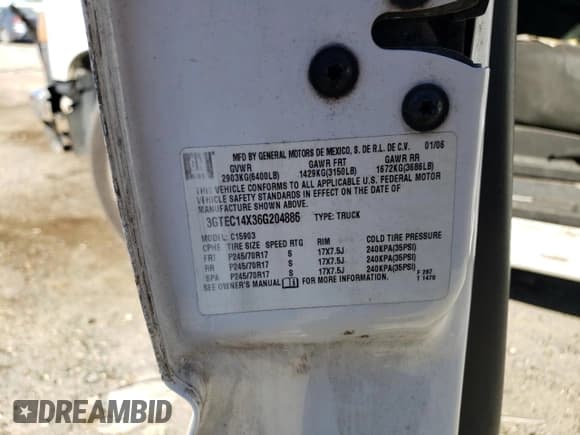 GM
MFD BY GENERAL MOTORS DE MEXICO, S. DE R.L. DE C.V. 01/06
GVWR GAWR FRT GAWR RR
2903KG(6400LB) 1429KG(3150LB) 1672KG(3686LB)
THIS VEHICLE CONFORMS TO ALL APPLICABLE U.S. FEDERAL MOTOR
VEHICLE SAFETY STANDARDS IN EFFECT ON THE DATE OF
MANUFACTURE SHOWN ABOVE.
3GTEC14X36G204886 TYPE: TRUCK
MODEL: C15903
TIRE SIZE SPEED RTG RIM COLD TIRE PRESSURE
FRT P245/70R17 S 17X7.5J 240KPA(35PSI)
RR P245/70R17 S 17X7.5J 240KPA(35PSI)
SPA P245/70R17 S 17X7.5J 240KPA(35PSI)
SEE OWNER'S MANUAL FOR MORE INFORMATION.
F 297
T 1470
DREAMBID